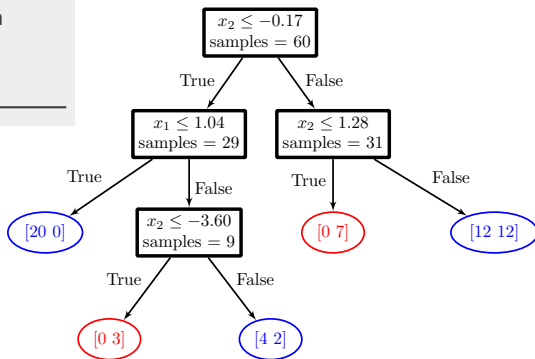 n
x₂ ≤ −0.17
samples = 60
True
False
x₁ ≤ 1.04
samples = 29
x₂ ≤ 1.28
samples = 31
True
False
True
False
[20 0]
x₂ ≤ −3.60
samples = 9
[0 7]
[12 12]
True
False
[0 3]
[4 2]